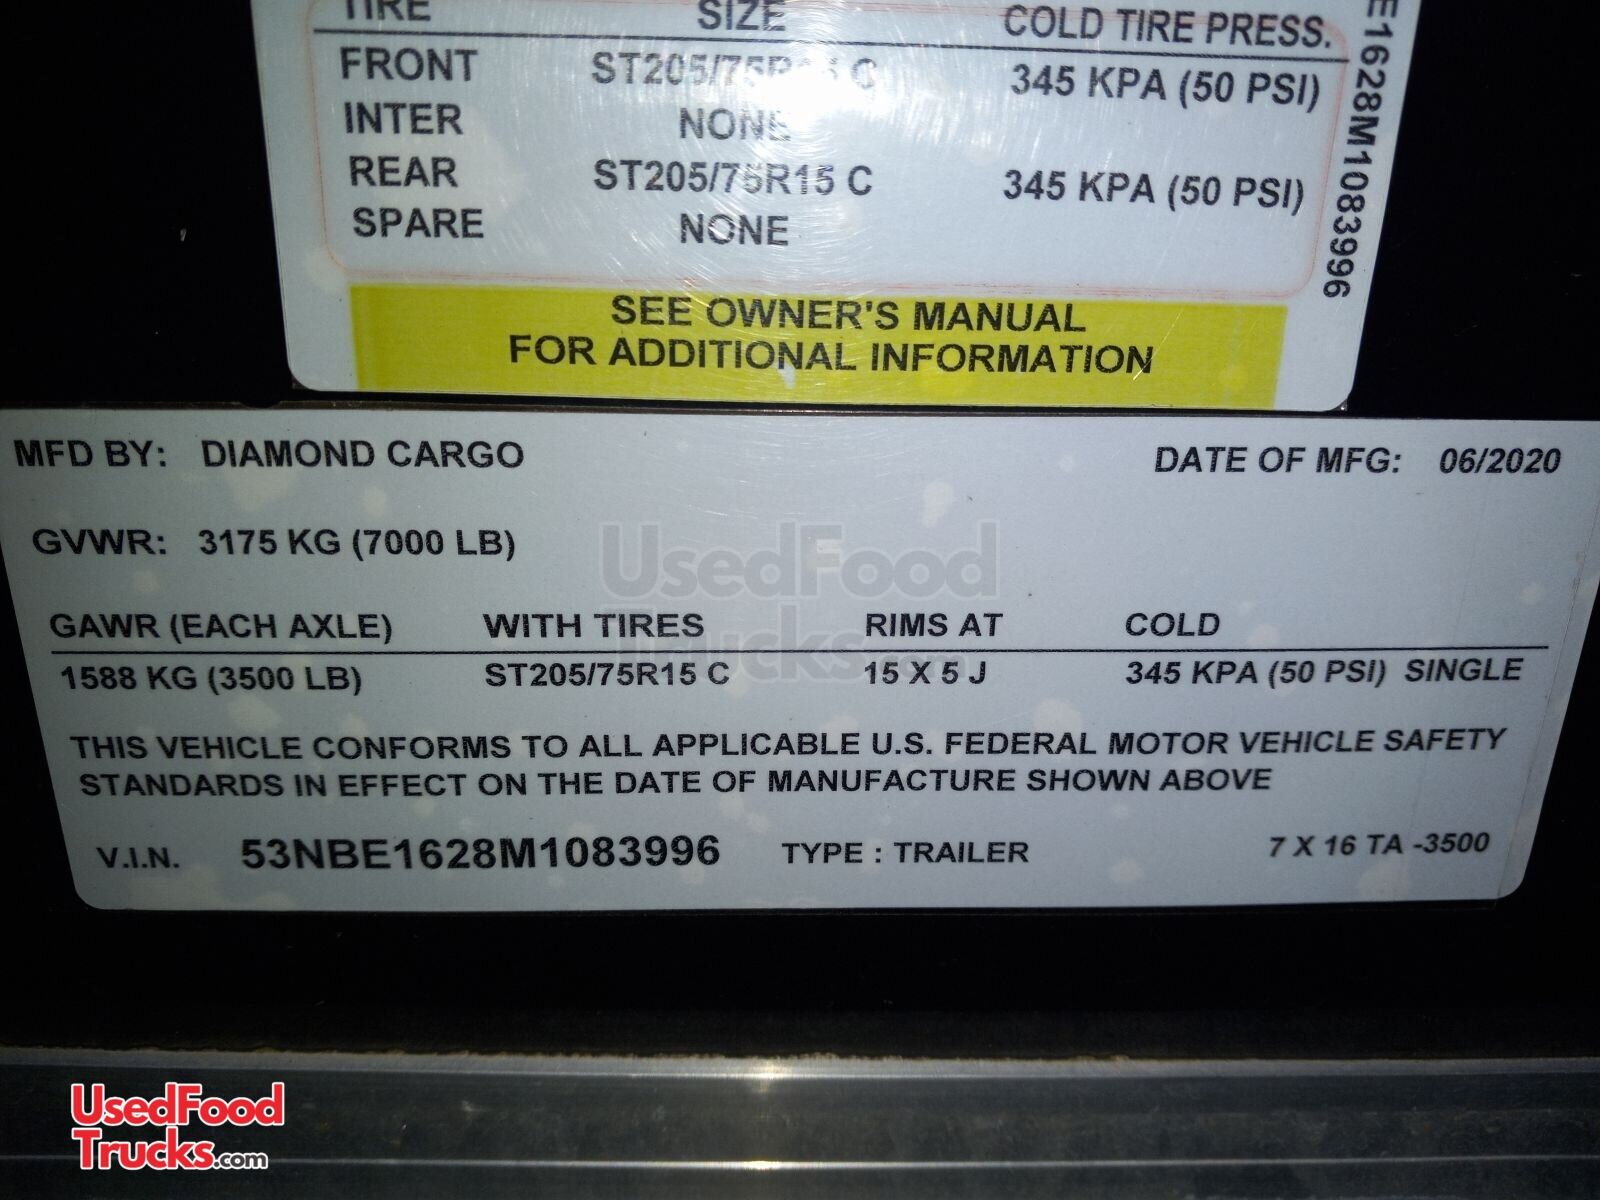 TIRE SIZE COLD TIRE PRESS.
FRONT ST205/75R15 C 345 KPA (50 PSI)
INTER NONE
REAR ST205/75R15 C 345 KPA (50 PSI)
SPARE NONE
E1628M1083996
SEE OWNER'S MANUAL
FOR ADDITIONAL INFORMATION
MFD BY: DIAMOND CARGO DATE OF MFG: 06/2020
GVWR: 3175 KG (7000 LB)
GAWR (EACH AXLE) WITH TIRES RIMS AT COLD
1588 KG (3500 LB) ST205/75R15 C 15 X 5 J 345 KPA (50 PSI) SINGLE
THIS VEHICLE CONFORMS TO ALL APPLICABLE U.S. FEDERAL MOTOR VEHICLE SAFETY
STANDARDS IN EFFECT ON THE DATE OF MANUFACTURE SHOWN ABOVE
V.I.N. 53NBE1628M1083996 TYPE : TRAILER 7 X 16 TA -3500
UsedFood
Trucks.com
UsedFood
Trucks.com